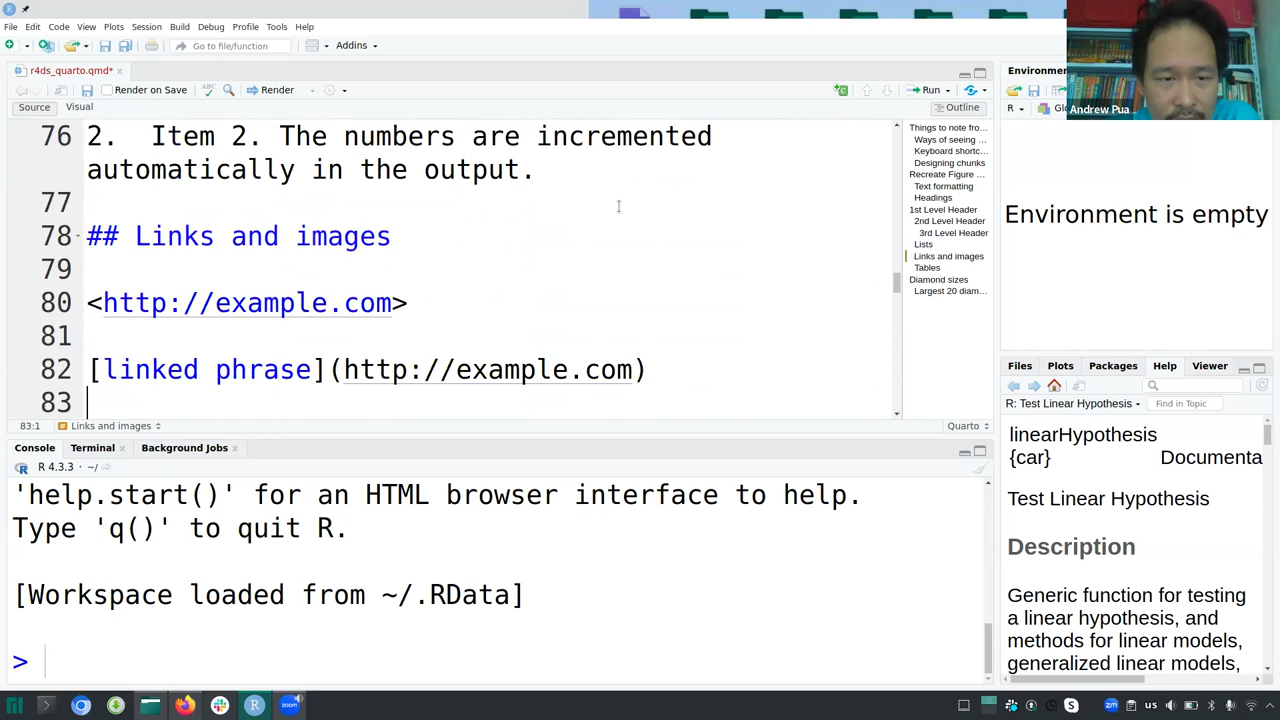 R
File Edit Code View Plots Session Build Debug Profile Tools Help
Go to file/function
Addins
r4ds_quarto.qmd*
Render on Save
ABC
Render
Run
Source Visual
Outline
76 2. Item 2. The numbers are incremented
automatically in the output.
77
78 ## Links and images
79
80 <http://example.com>
81
82 [linked phrase](http://example.com)
83
83:1 # Links and images
Quarto
Things to note fro...
Ways of seeing ...
Keyboard shortc...
Designing chunks
Recreate Figure ...
Text formatting
Headings
1st Level Header
2nd Level Header
3rd Level Header
Lists
Links and images
Tables
Diamond sizes
Largest 20 diam...
Console Terminal Background Jobs
R 4.3.3 · ~/
'help.start()' for an HTML browser interface to help.
Type 'q()' to quit R.
[Workspace loaded from ~/.RData]
>
Environ
R
Andrew Pua
Environment is empty
Files Plots Packages Help Viewer
R: Test Linear Hypothesis
Find in Topic
linearHypothesis
{car} Documenta
Test Linear Hypothesis
Description
Generic function for testing
a linear hypothesis, and
methods for linear models,
generalized linear models,
R
zm
zm
S
us